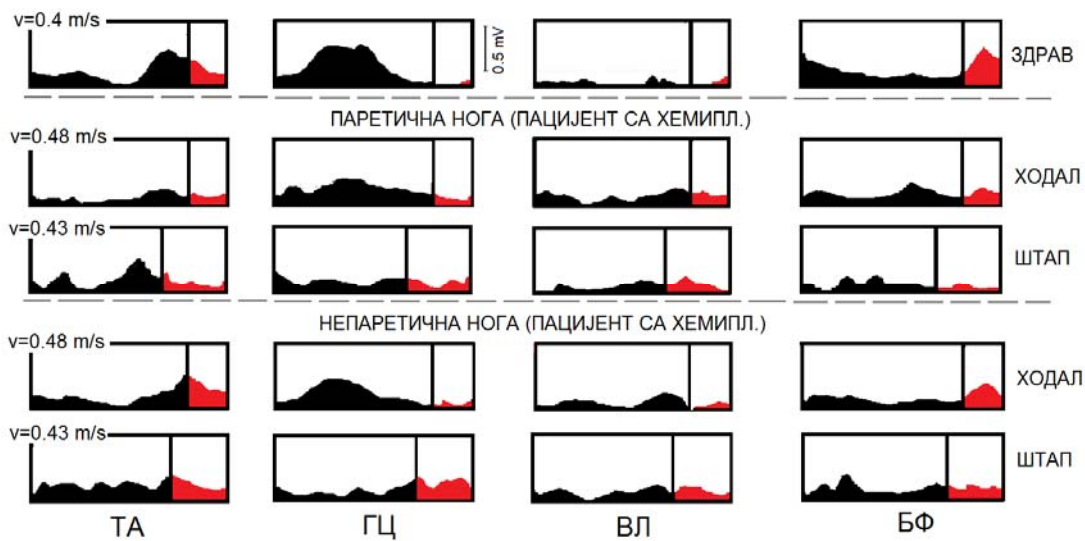 v=0.4 m/s
0.5 mV
ЗДРАВ
ПАРЕТИЧНА НОГА (ПАЦИЈЕНТ СА ХЕМИПЛ.)
v=0.48 m/s
ХОДАЛ
v=0.43 m/s
ШТАП
НЕПАРЕТИЧНА НОГА (ПАЦИЈЕНТ СА ХЕМИПЛ.)
v=0.48 m/s
ХОДАЛ
v=0.43 m/s
ШТАП
ТА ГЦ ВЛ БФ